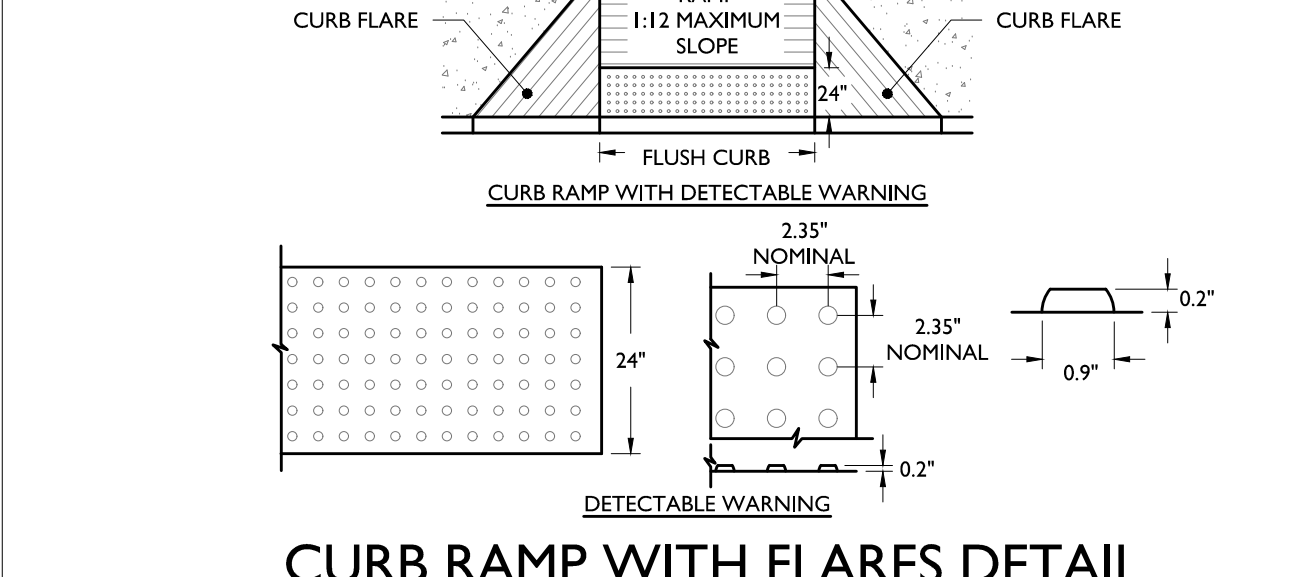 CURB FLARE
RAMP
1:12 MAXIMUM
SLOPE
CURB FLARE
24"
FLUSH CURB
CURB RAMP WITH DETECTABLE WARNING
2.35"
NOMINAL
24"
2.35"
NOMINAL
0.2"
0.9"
0.2"
DETECTABLE WARNING
CURB RAMP WITH FLARES DETAIL